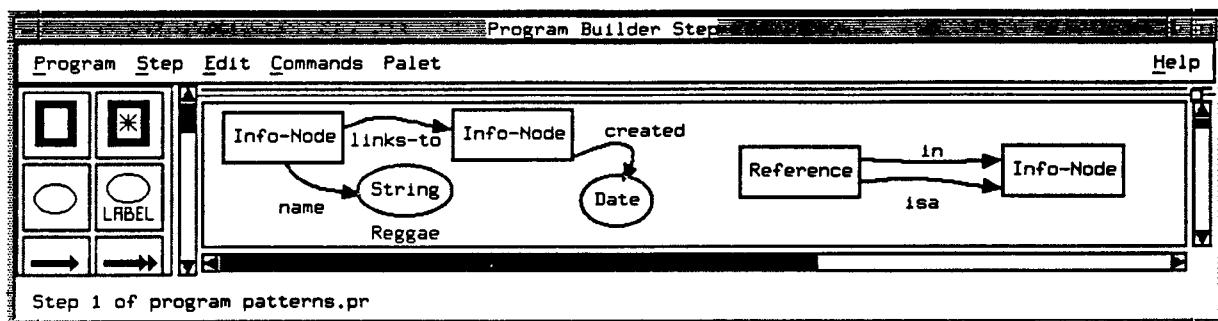 Program Builder Step
Program Step Edit Commands Palet Help
Info-Node links-to Info-Node created
name String Reggae
Date
Reference in isa Info-Node
LABEL
Step 1 of program patterns.pr